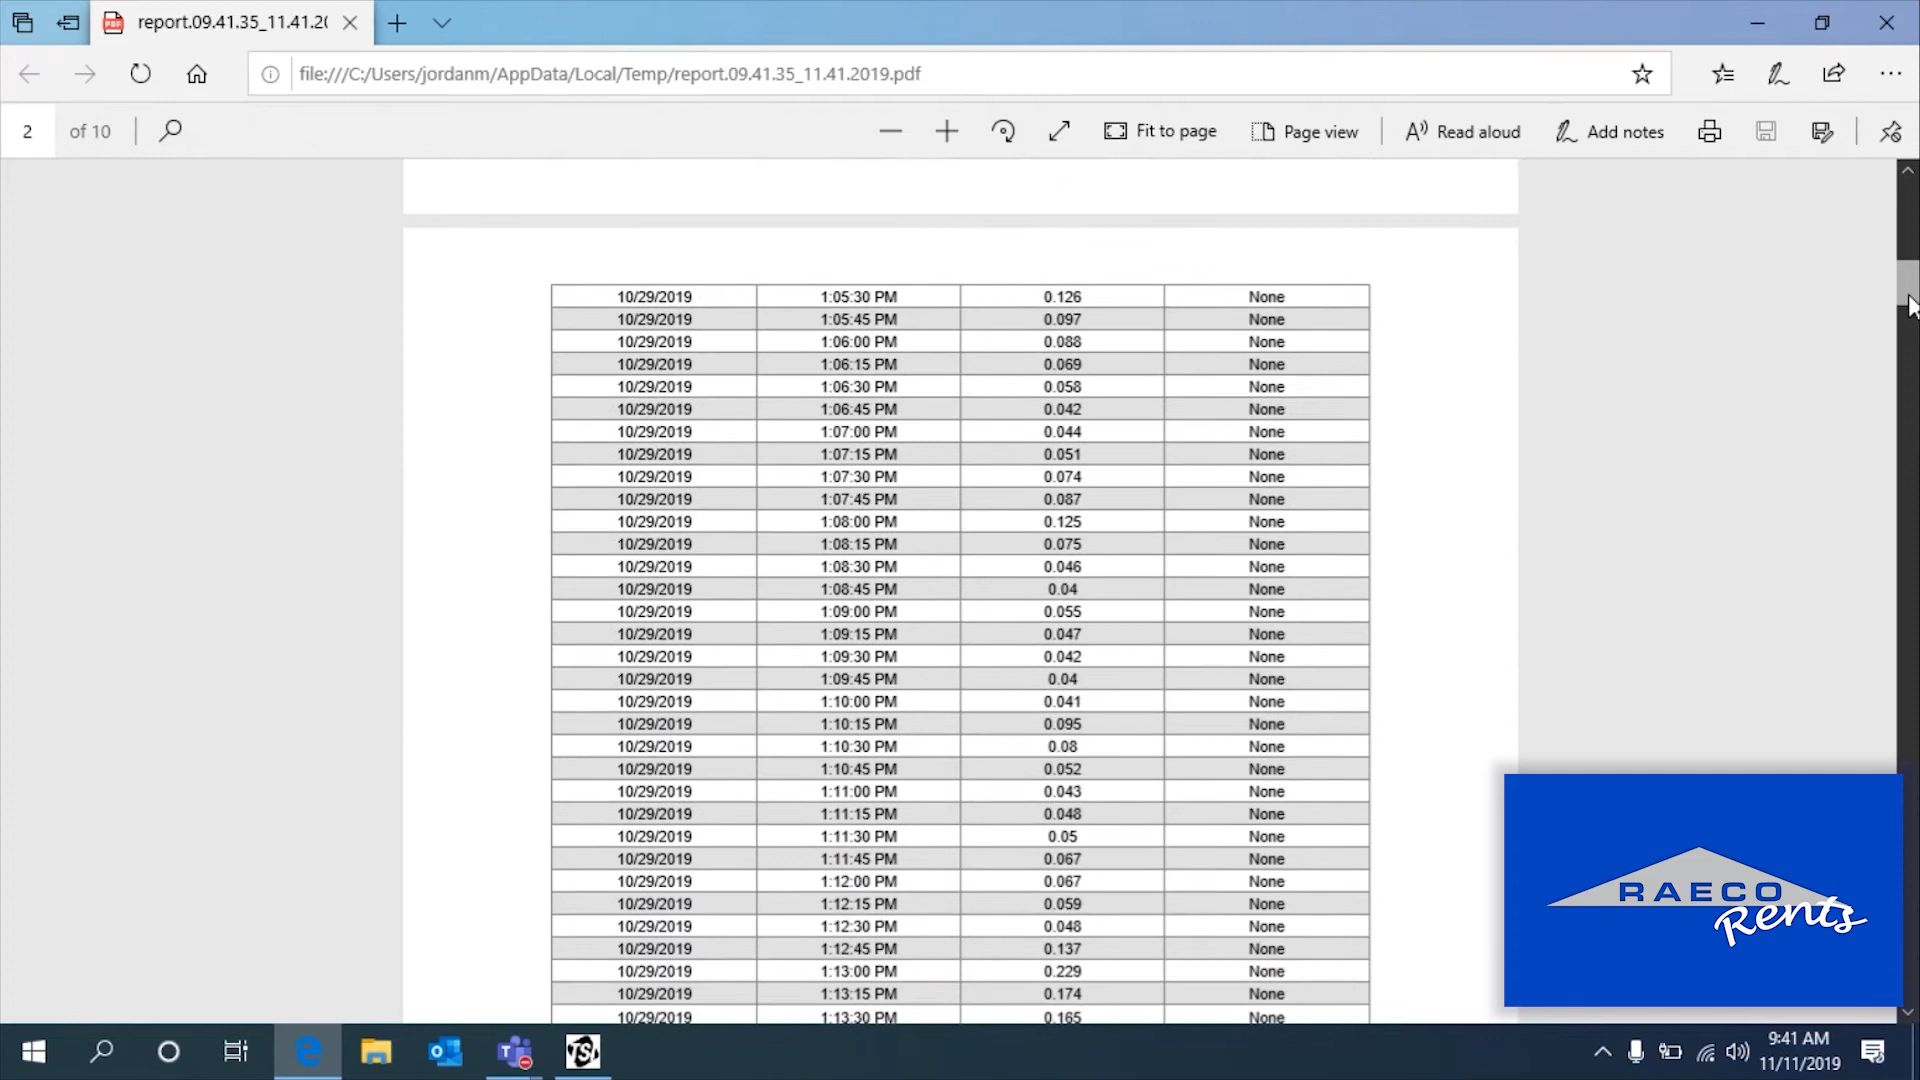 report.09.41.35_11.41.20
file:///C:/Users/jordanm/AppData/Local/Temp/report.09.41.35_11.41.2019.pdf
2 of 10 Fit to page Page view Read aloud Add notes
10/29/2019 1:05:30 PM 0.126 None
10/29/2019 1:05:45 PM 0.097 None
10/29/2019 1:06:00 PM 0.088 None
10/29/2019 1:06:15 PM 0.069 None
10/29/2019 1:06:30 PM 0.058 None
10/29/2019 1:06:45 PM 0.042 None
10/29/2019 1:07:00 PM 0.044 None
10/29/2019 1:07:15 PM 0.051 None
10/29/2019 1:07:30 PM 0.074 None
10/29/2019 1:07:45 PM 0.087 None
10/29/2019 1:08:00 PM 0.125 None
10/29/2019 1:08:15 PM 0.075 None
10/29/2019 1:08:30 PM 0.046 None
10/29/2019 1:08:45 PM 0.04 None
10/29/2019 1:09:00 PM 0.055 None
10/29/2019 1:09:15 PM 0.047 None
10/29/2019 1:09:30 PM 0.042 None
10/29/2019 1:09:45 PM 0.04 None
10/29/2019 1:10:00 PM 0.041 None
10/29/2019 1:10:15 PM 0.095 None
10/29/2019 1:10:30 PM 0.08 None
10/29/2019 1:10:45 PM 0.052 None
10/29/2019 1:11:00 PM 0.043 None
10/29/2019 1:11:15 PM 0.048 None
10/29/2019 1:11:30 PM 0.05 None
10/29/2019 1:11:45 PM 0.067 None
10/29/2019 1:12:00 PM 0.067 None
10/29/2019 1:12:15 PM 0.059 None
10/29/2019 1:12:30 PM 0.048 None
10/29/2019 1:12:45 PM 0.137 None
10/29/2019 1:13:00 PM 0.229 None
10/29/2019 1:13:15 PM 0.174 None
10/29/2019 1:13:30 PM 0.165 None
RAECO
Rents
TSI
9:41 AM
11/11/2019